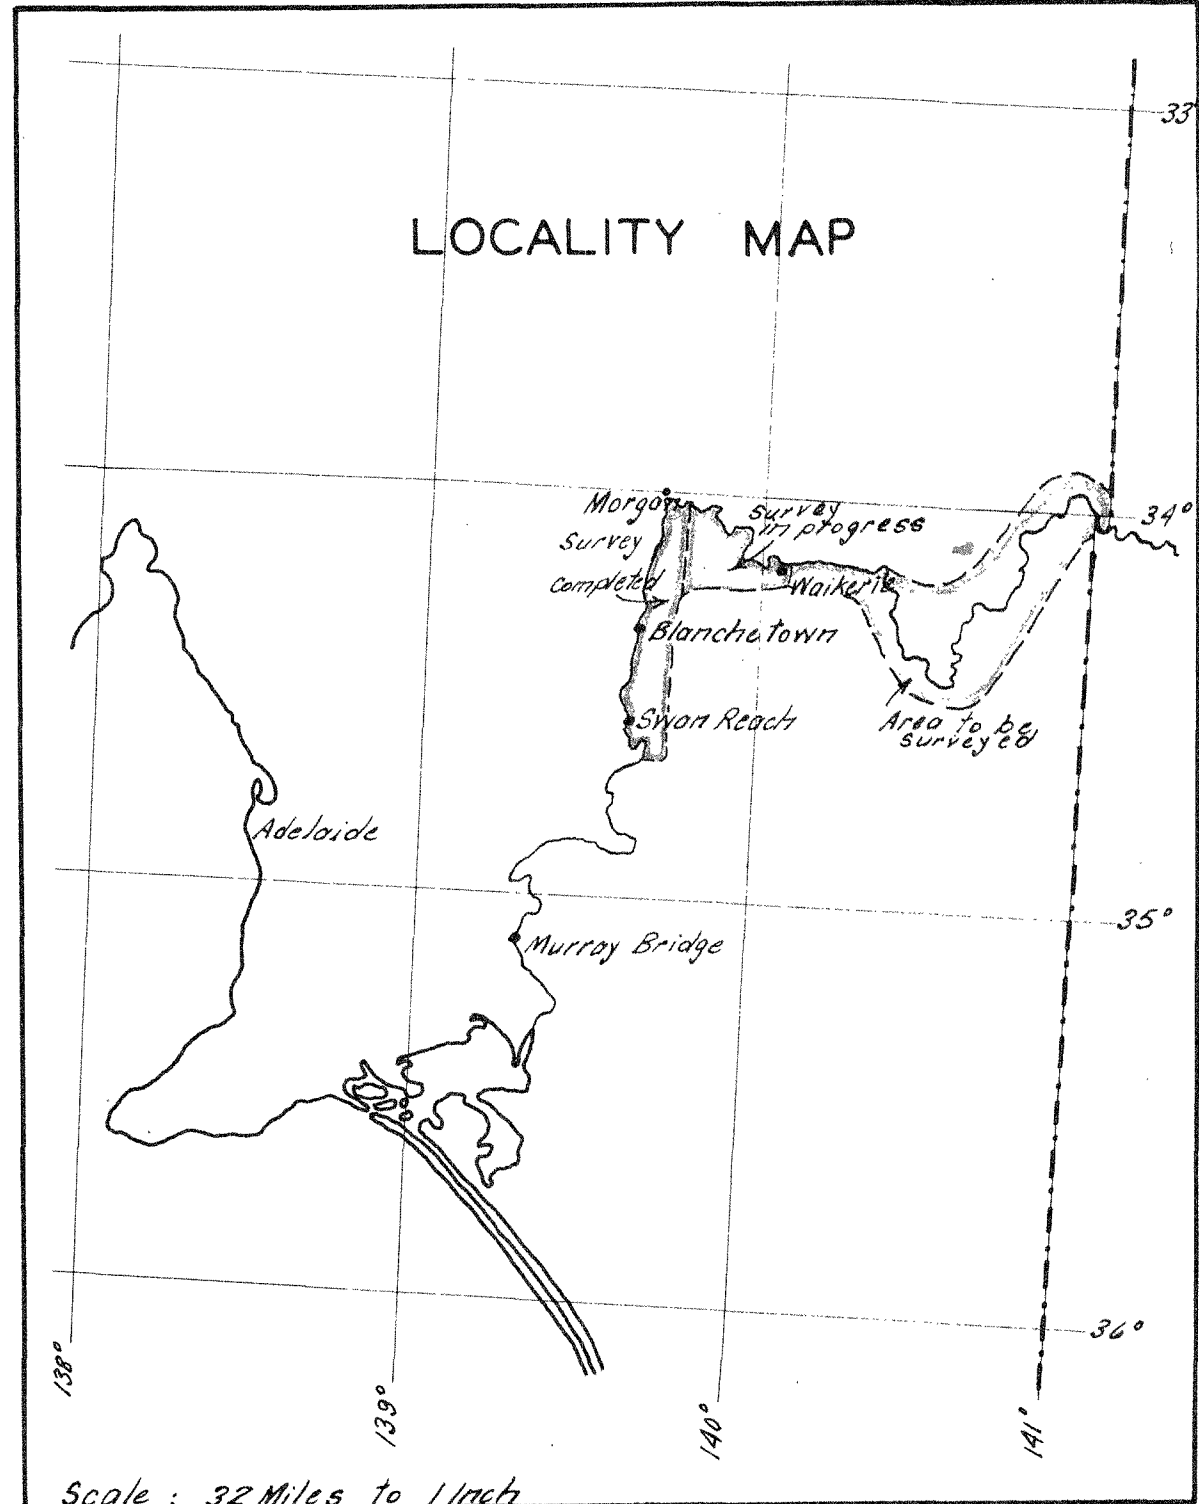 33
LOCALITY MAP
Morgan
Survey
in progress
34°
Survey
Completed
Waikerie
Blanchetown
Swan Reach
Area to be
surveyed
Adelaide
35°
Murray Bridge
36°
138°
139°
140°
141°
Scale : 32 Miles to 1 Inch